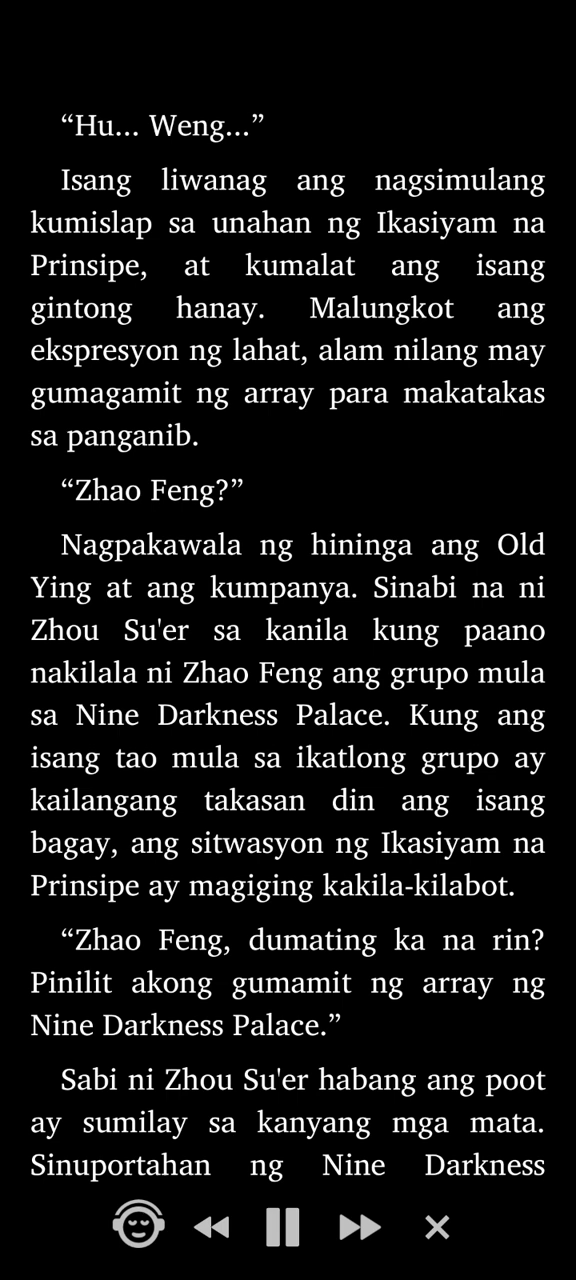 “Hu... Weng...”
Isang liwanag ang nagsimulang
kumislap sa unahan ng Ikasiyam na
Prinsipe, at kumalat ang isang
gintong hanay. Malungkot ang
ekspresyon ng lahat, alam nilang may
gumagamit ng array para makatakas
sa panganib.
“Zhao Feng?”
Nagpakawala ng hininga ang Old
Ying at ang kumpanya. Sinabi na ni
Zhou Su'er sa kanila kung paano
nakilala ni Zhao Feng ang grupo mula
sa Nine Darkness Palace. Kung ang
isang tao mula sa ikatlong grupo ay
kailangang takasan din ang isang
bagay, ang sitwasyon ng Ikasiyam na
Prinsipe ay magiging kakila-kilabot.
“Zhao Feng, dumating ka na rin?
Pinilit akong gumamit ng array ng
Nine Darkness Palace.”
Sabi ni Zhou Su'er habang ang poot
ay sumilay sa kanyang mga mata.
Sinuportahan ng Nine Darkness